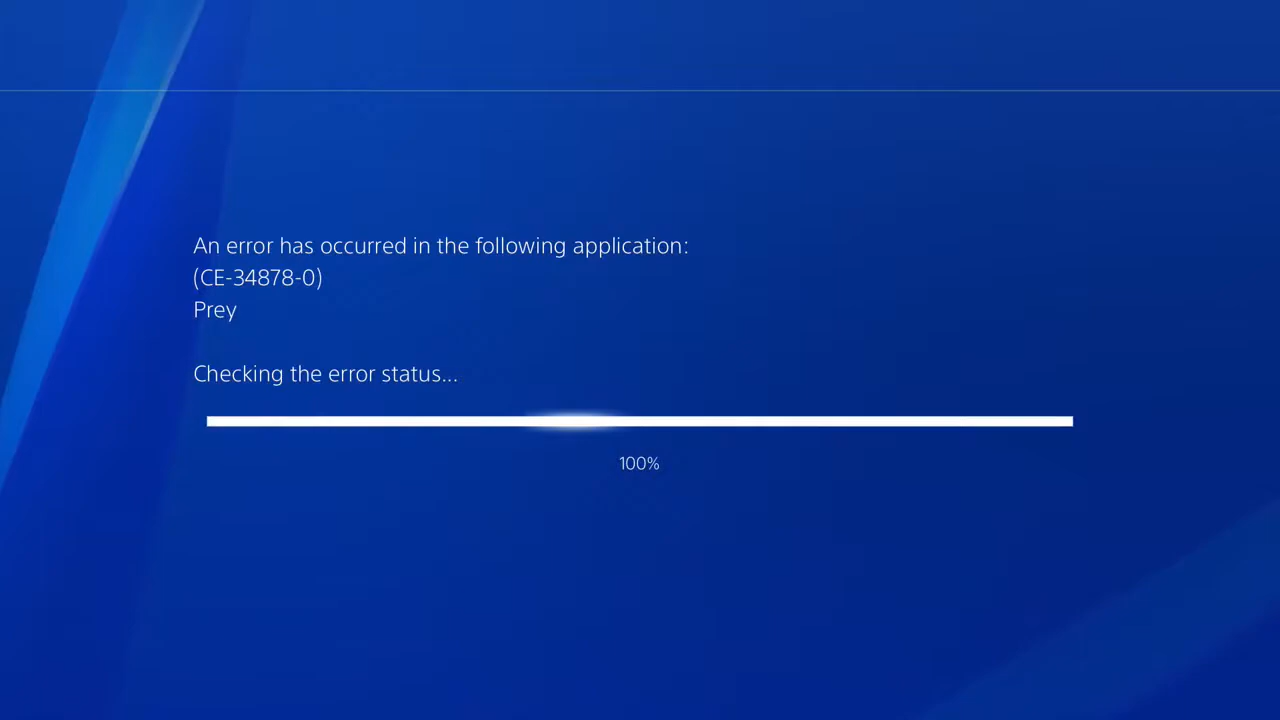 An error has occurred in the following application:
(CE-34878-0)
Prey
Checking the error status...
100%